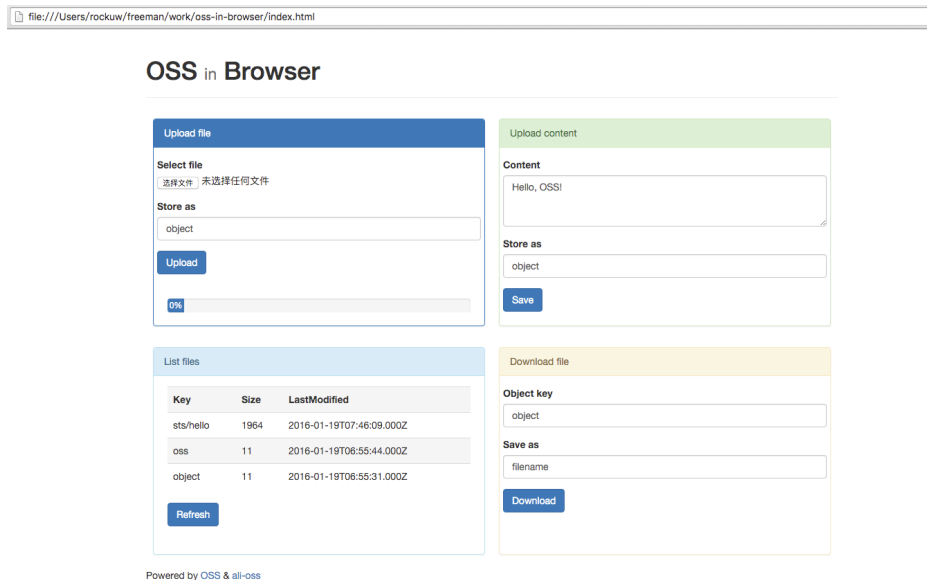 file:///Users/rockuw/freeman/work/oss-in-browser/index.html
OSS in Browser
Upload file
Select file
选择文件 未选择任何文件
Store as
object
Upload
0%
Upload content
Content
Hello, OSS!
Store as
object
Save
List files
Key Size LastModified
sts/hello 1964 2016-01-19T07:46:09.000Z
oss 11 2016-01-19T06:55:44.000Z
object 11 2016-01-19T06:55:31.000Z
Refresh
Download file
Object key
object
Save as
filename
Download
Powered by OSS & ali-oss